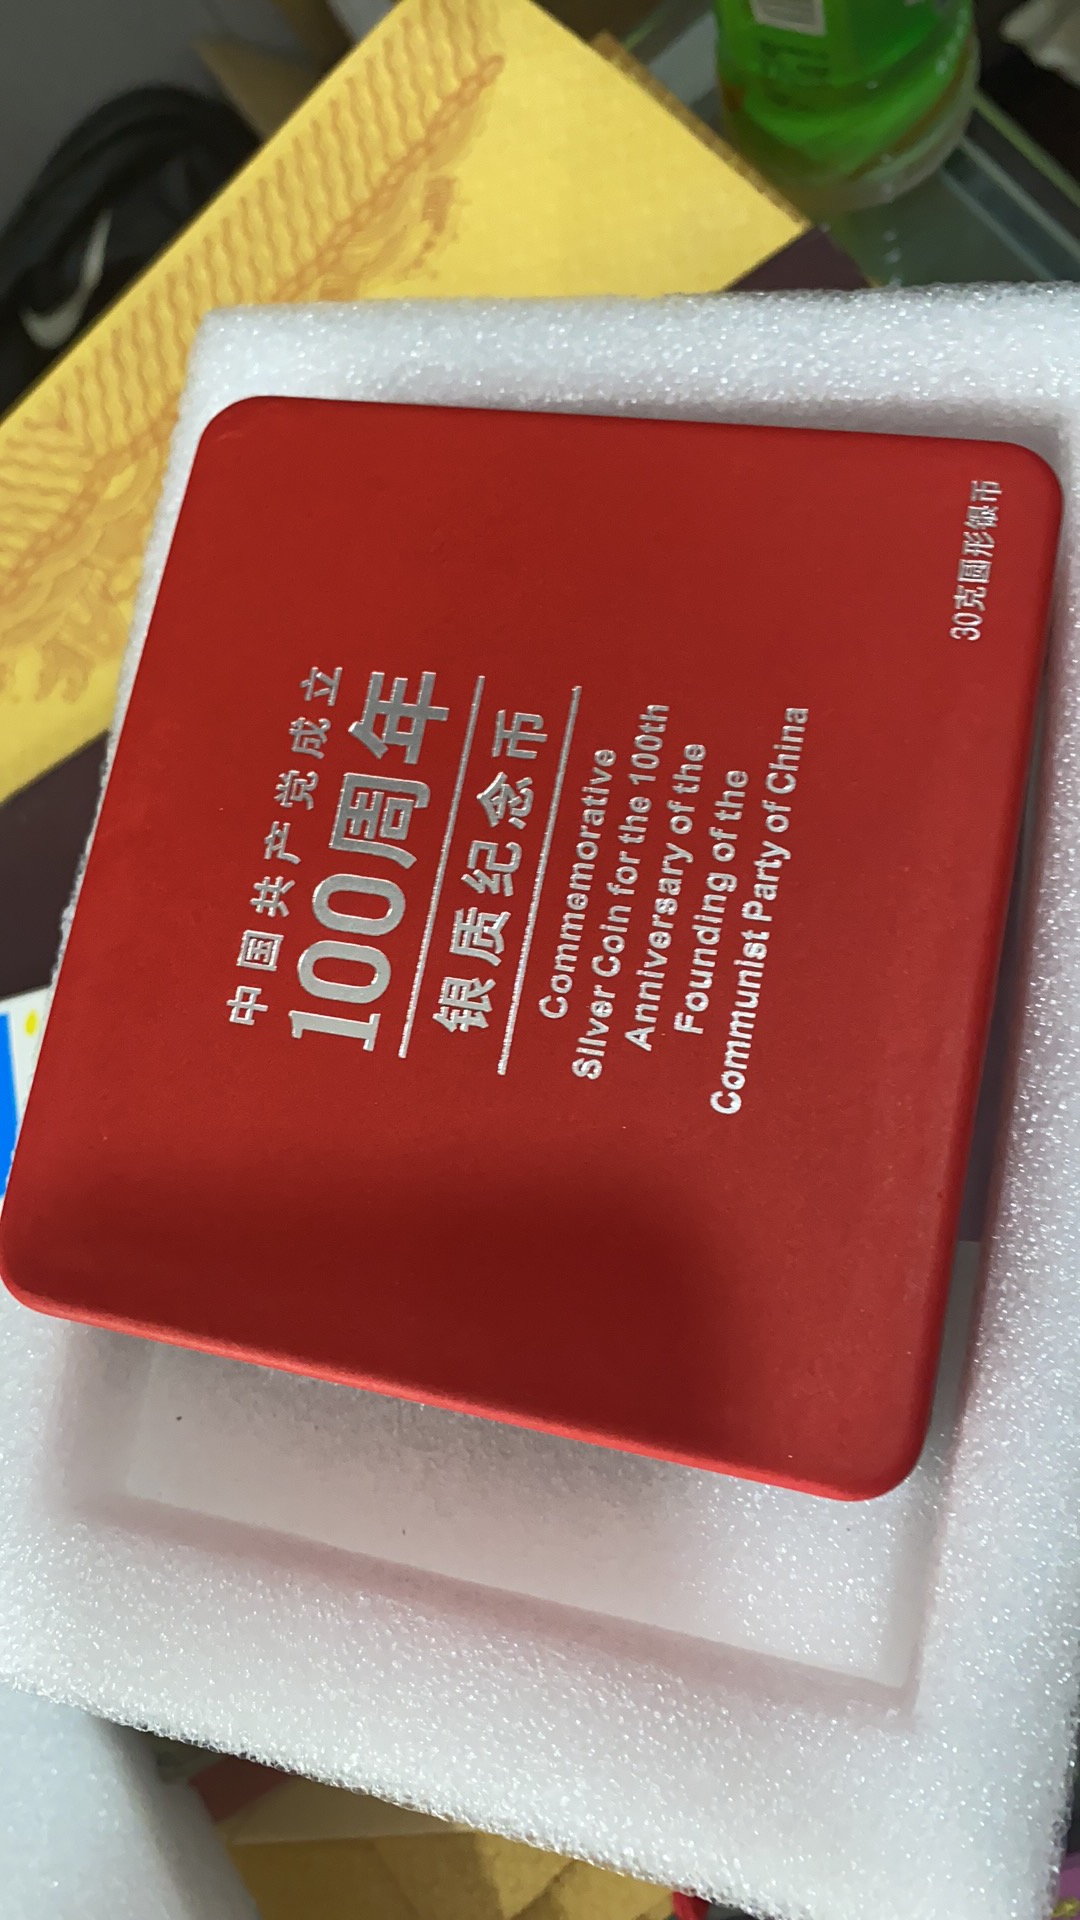 中国共产党成立
100周年
银质纪念币
Commemorative
Silver Coin for the 100th
Anniversary of the
Founding of the
Communist Party of China
30克圆形银币